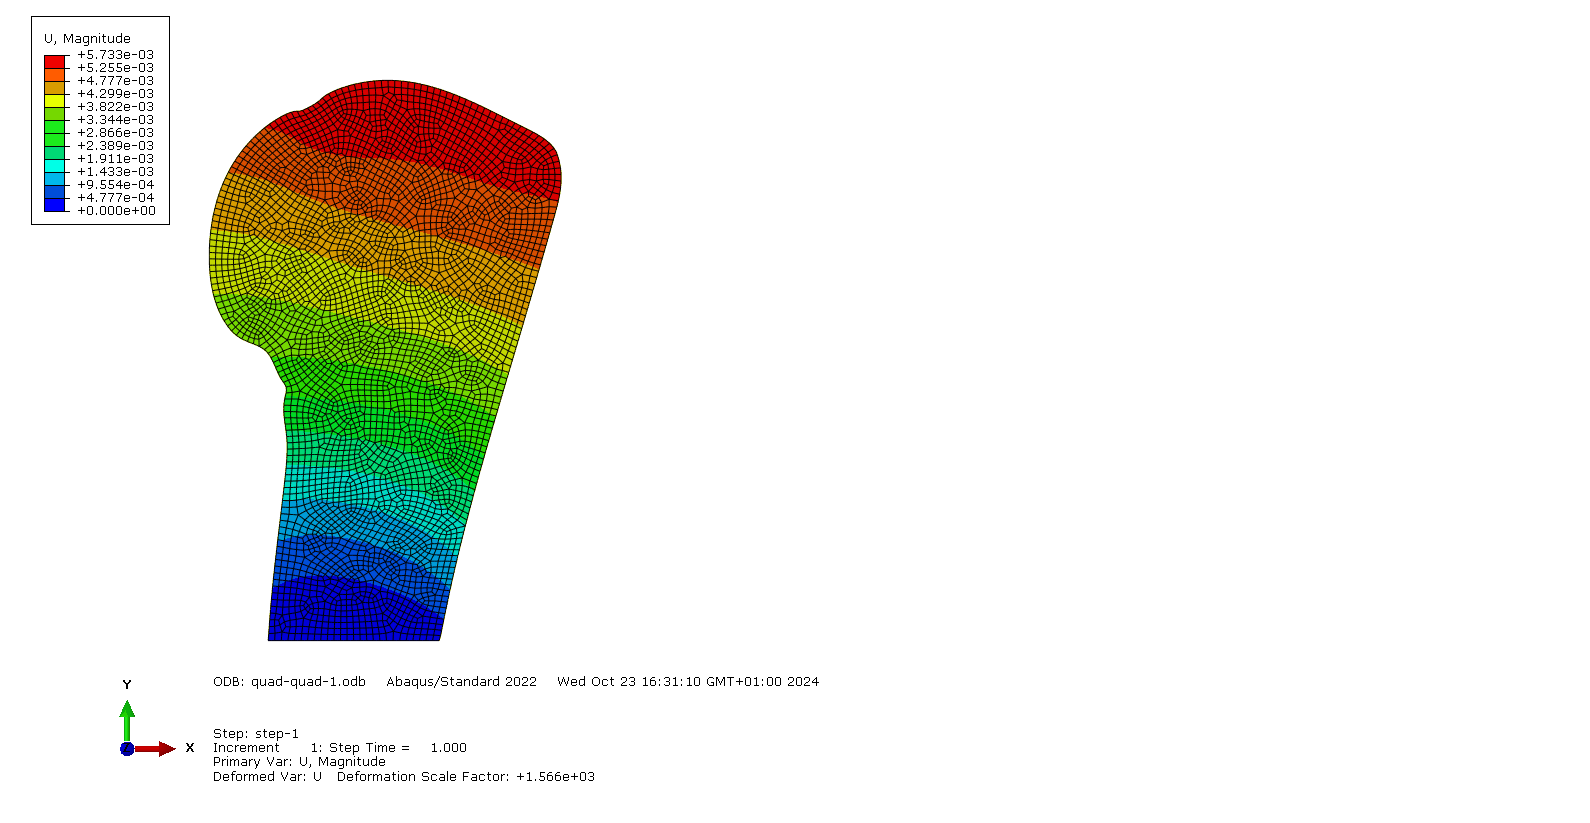 U, Magnitude
+5.733e-03
+5.255e-03
+4.777e-03
+4.299e-03
+3.822e-03
+3.344e-03
+2.866e-03
+2.389e-03
+1.911e-03
+1.433e-03
+9.554e-04
+4.777e-04
+0.000e+00
ODB: quad-quad-1.odb    Abaqus/Standard 2022    Wed Oct 23 16:31:10 GMT+01:00 2024
Y
X
Step: step-1
Increment    1: Step Time =    1.000
Primary Var: U, Magnitude
Deformed Var: U   Deformation Scale Factor: +1.566e+03